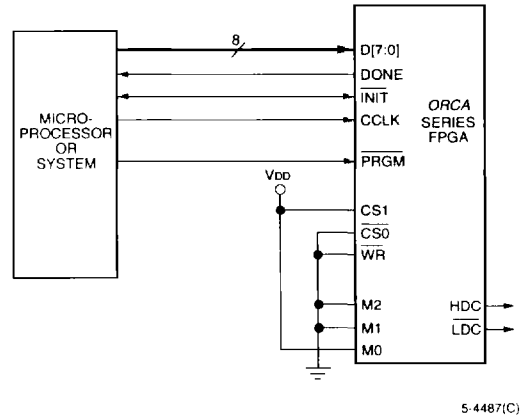 8
D[7:0]
DONE
INIT
CCLK
PRGM
MICRO-
PROCESSOR
OR
SYSTEM
ORCA
SERIES
FPGA
VDD
CS1
CS0
WR
M2
M1
M0
HDC
LDC
5-4487(C)